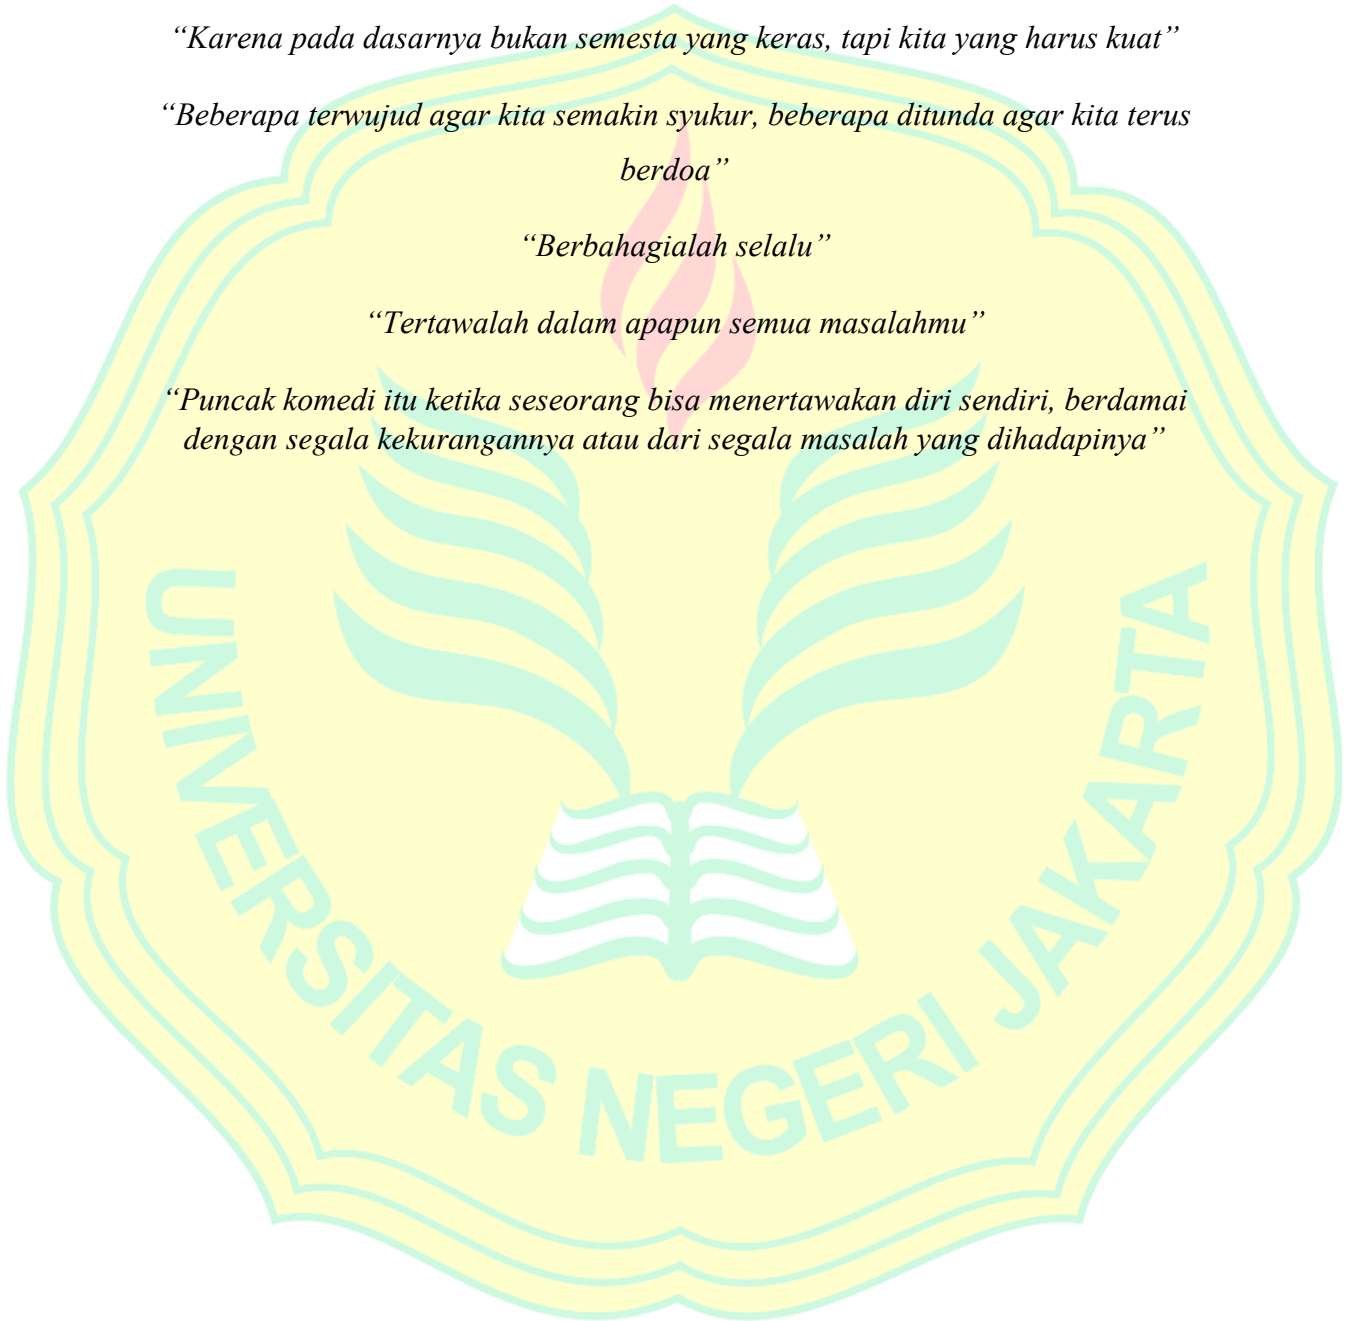 “Karena pada dasarnya bukan semesta yang keras, tapi kita yang harus kuat”
“Beberapa terwujud agar kita semakin syukur, beberapa ditunda agar kita terus
berdoa”
“Berbahagialah selalu”
“Tertawalah dalam apapun semua masalahmu”
“Puncak komedi itu ketika seseorang bisa menertawakan diri sendiri, berdamai
dengan segala kekurangannya atau dari segala masalah yang dihadapinya”
UNIVERSITAS NEGERI JAKARTA